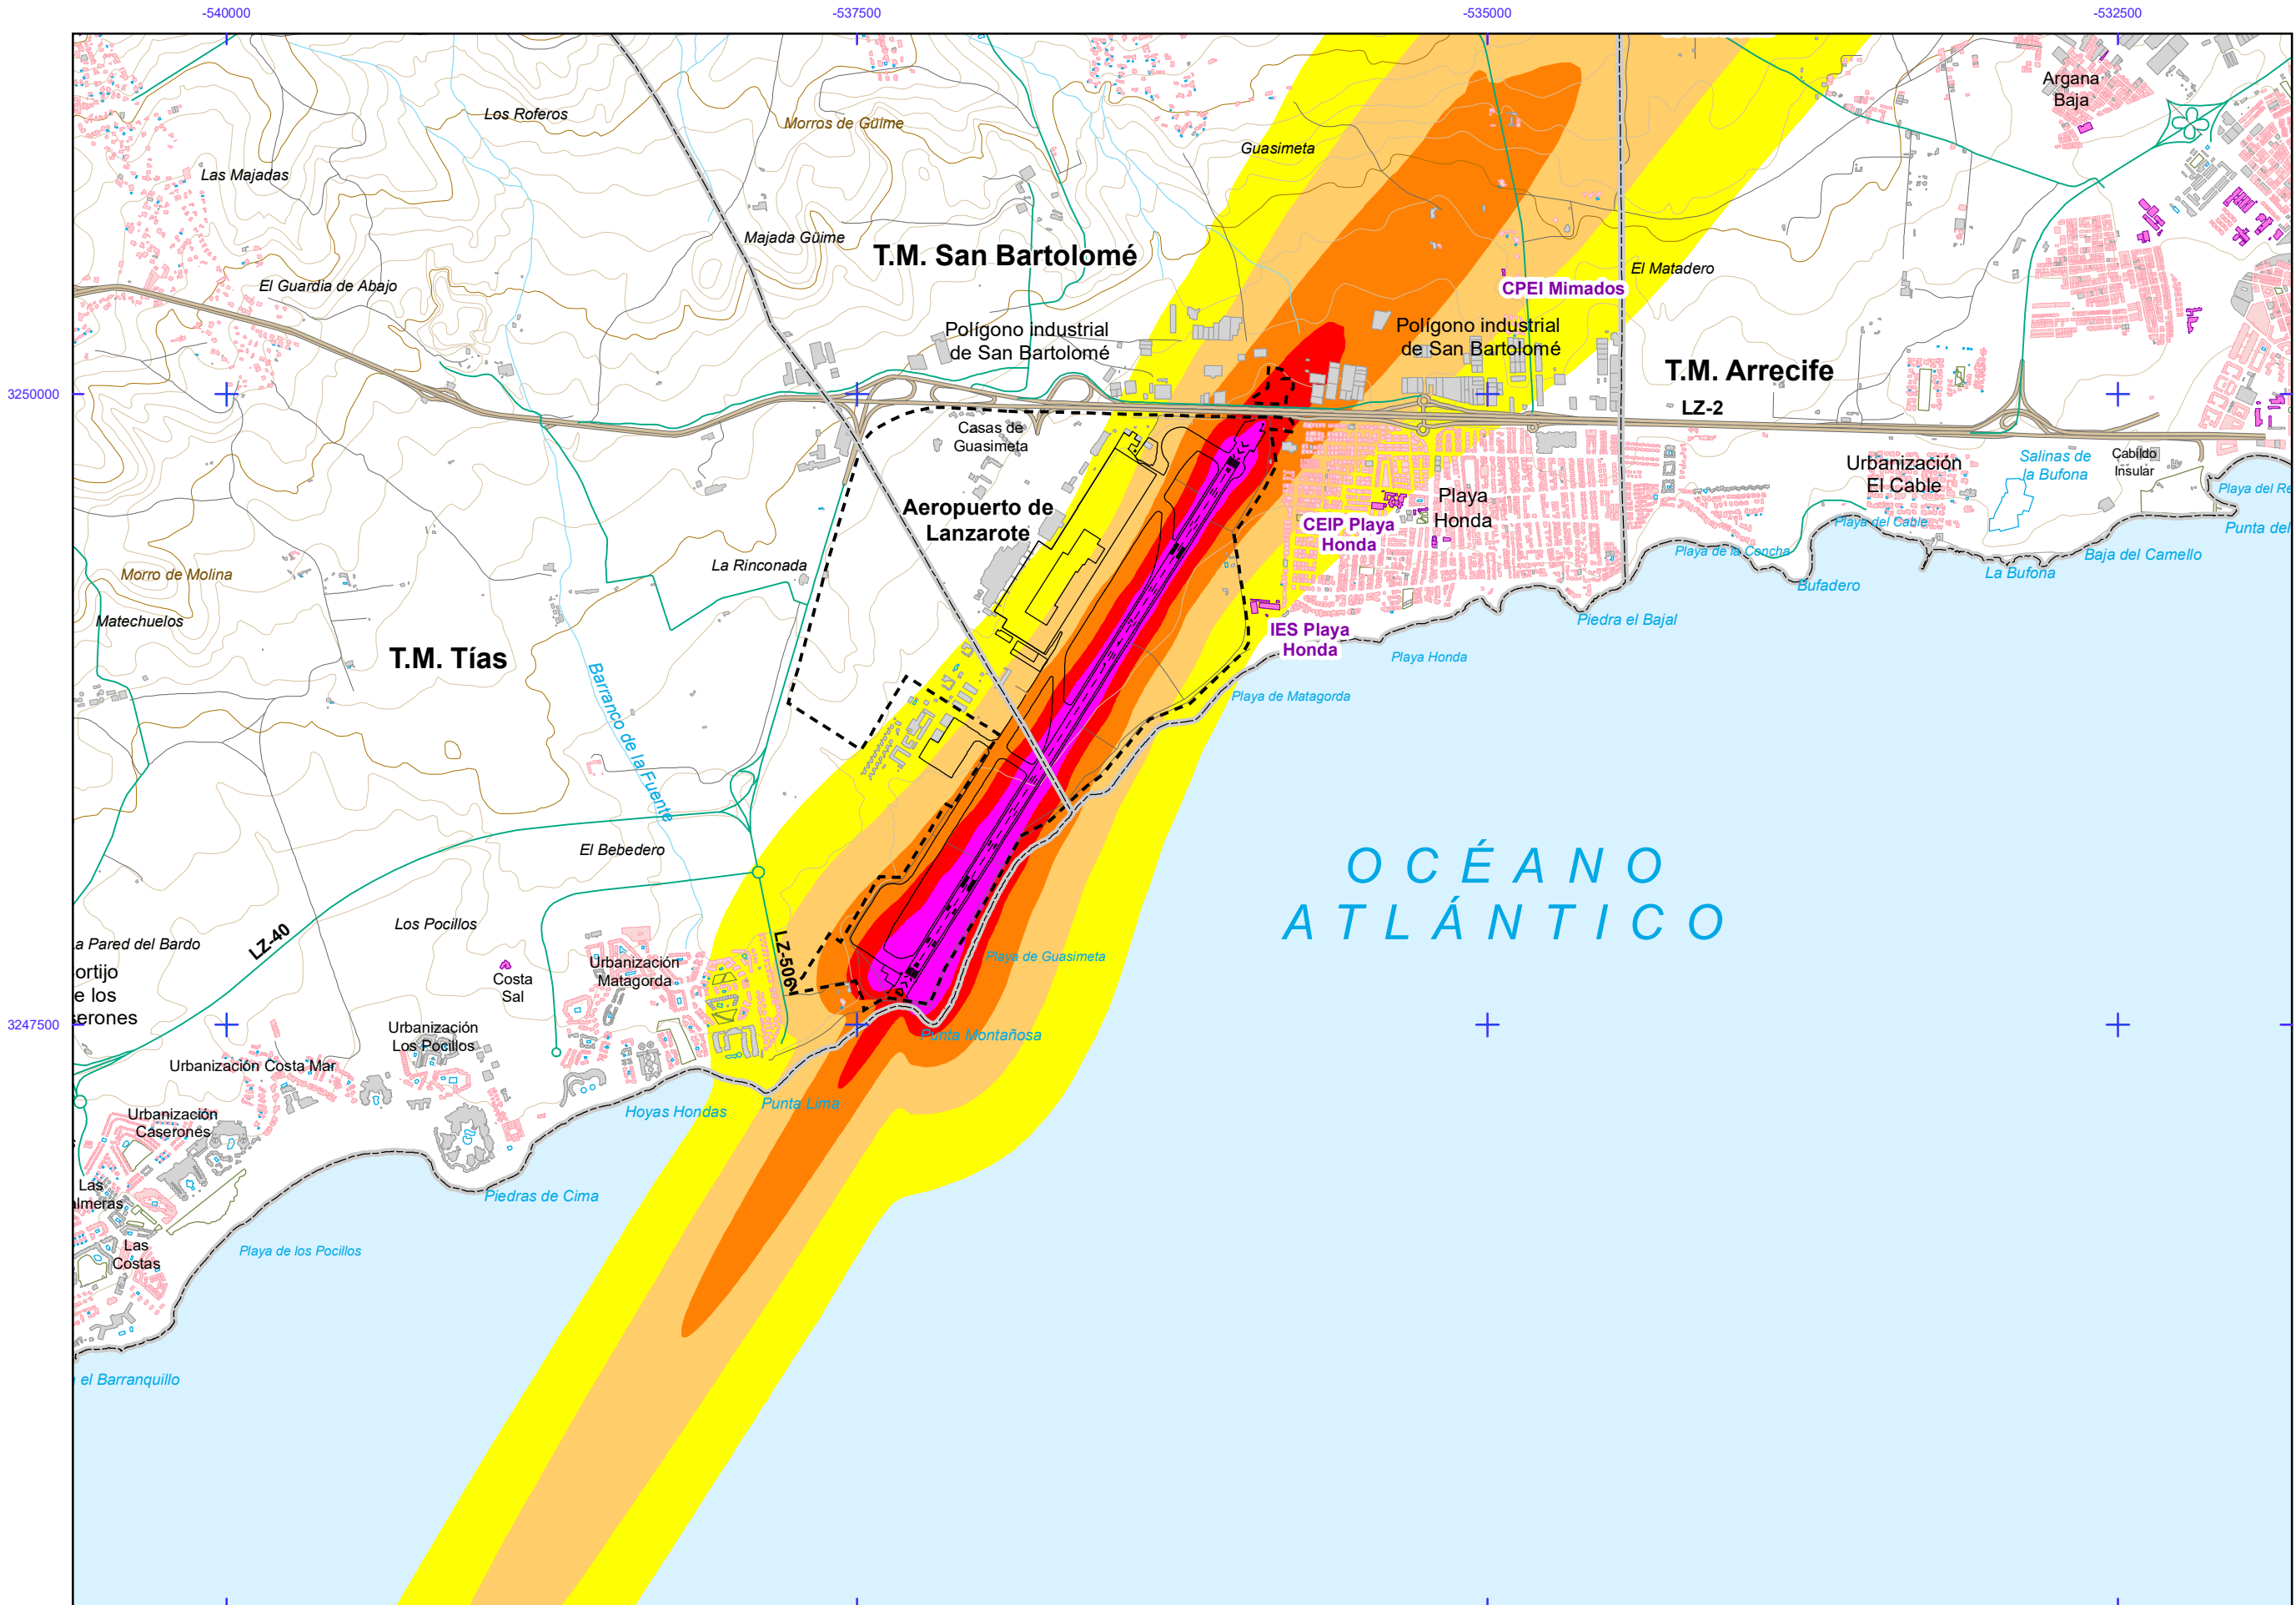 -540000
-537500
-535000
-532500
3250000
3247500
Argana
Baja
Los Roferos
Morros de Güime
Guasimeta
Las Majadas
Majada Güime
T.M. San Bartolomé
El Matadero
CPEI Mimados
El Guardia de Abajo
Polígono industrial
de San Bartolomé
Polígono industrial
de San Bartolomé
T.M. Arrecife
LZ-2
Casas de
Guasimeta
Urbanización
El Cable
Salinas de
la Bufona
Cabildo
Insular
Playa del Re
Punta del
Aeropuerto de
Lanzarote
Playa
Honda
CEIP Playa
Honda
Playa del Cable
Playa de la Concha
Baja del Camello
La Bufona
Bufadero
La Rinconada
Morro de Molina
Matechuelos
Piedra el Bajal
IES Playa
Honda
T.M. Tías
Playa Honda
Playa de Matagorda
Barranco de la Fuente
El Bebedero
OCÉANO
ATLÁNTICO
Los Pocillos
LZ-40
a Pared del Bardo
ortijo
e los
serones
Costa
Sal
Urbanización
Matagorda
LZ-506
Playa de Guasimeta
Urbanización
Los Pocillos
Punta Montañosa
Urbanización Costa Mar
Urbanización
Caserones
Hoyas Hondas
Punta Lima
s
Las
almeras
Piedras de Cima
Las
Costas
Playa de los Pocillos
el Barranquillo